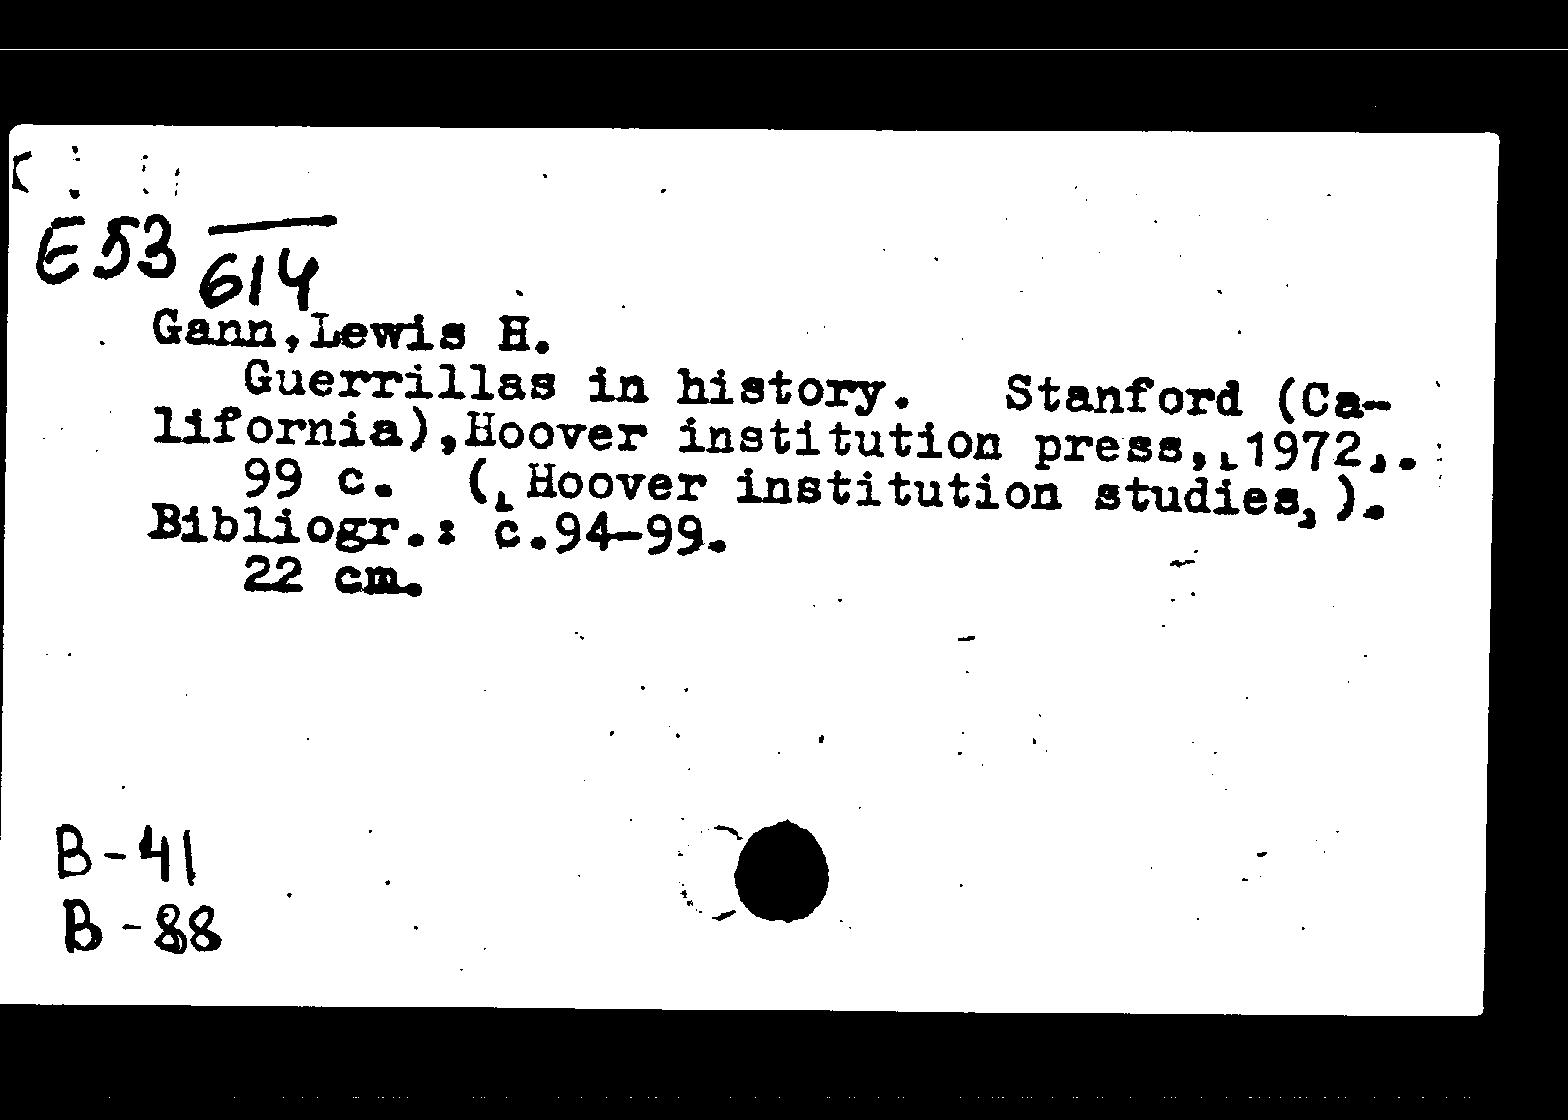 E53 614
Gann,Lewis H.
Guerrillas in history. Stanford (Ca-
lifornia),Hoover institution press,[1972].
99 c. ([Hoover institution studies]).
Bibliogr.: c.94-99.
22 cm.
B-41
B-88